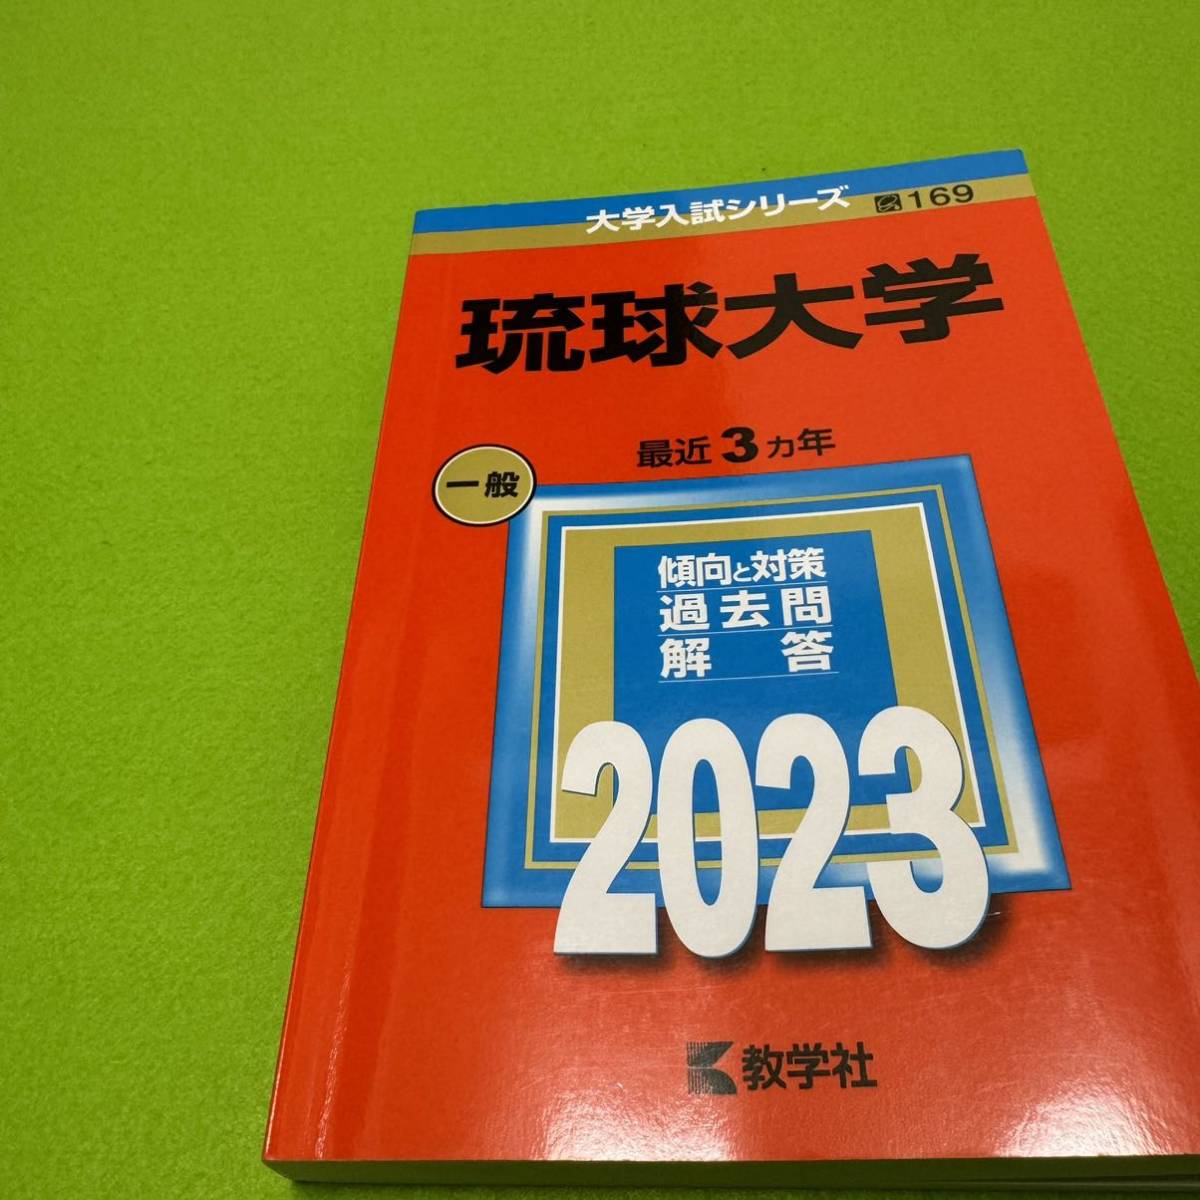 大学入試シリーズ 169
琉球大学
最近3ヵ年
一般
傾向と対策
過去問
解答
2023
教学社